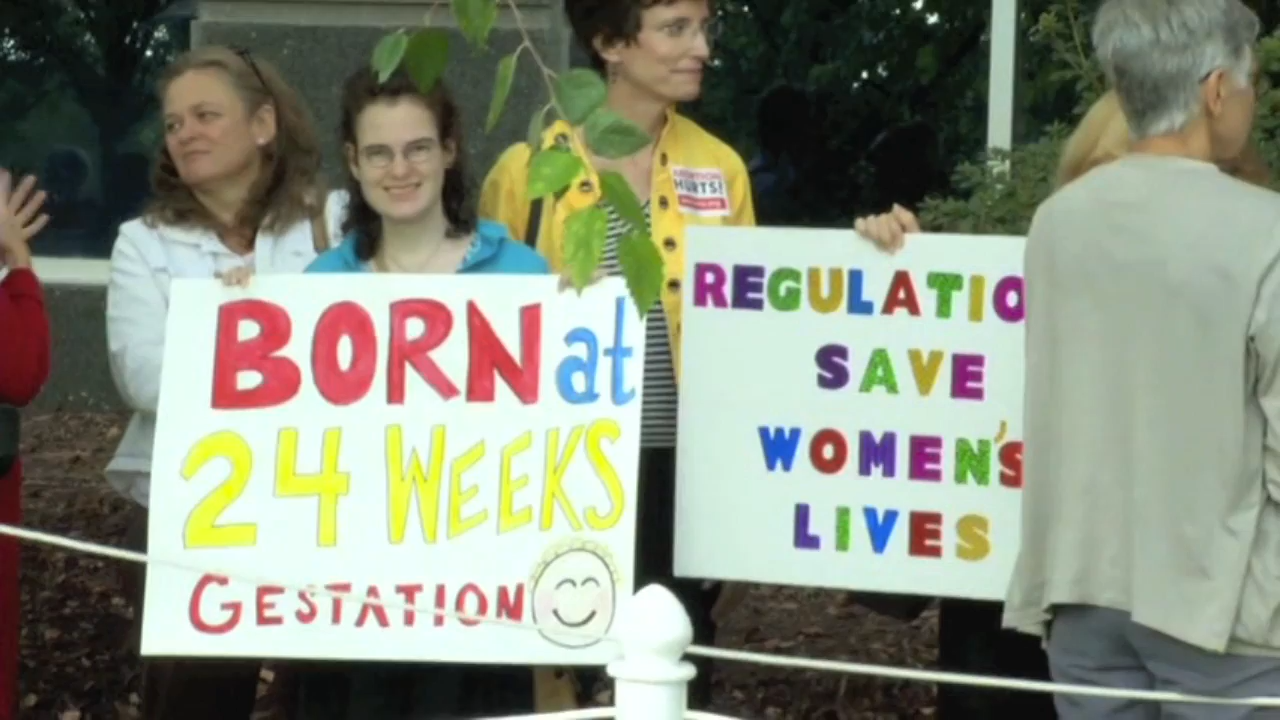 BORN at
24 WEEKS
GESTATION
HURTS!
REGULATIO
SAVE
WOMEN'S
LIVES